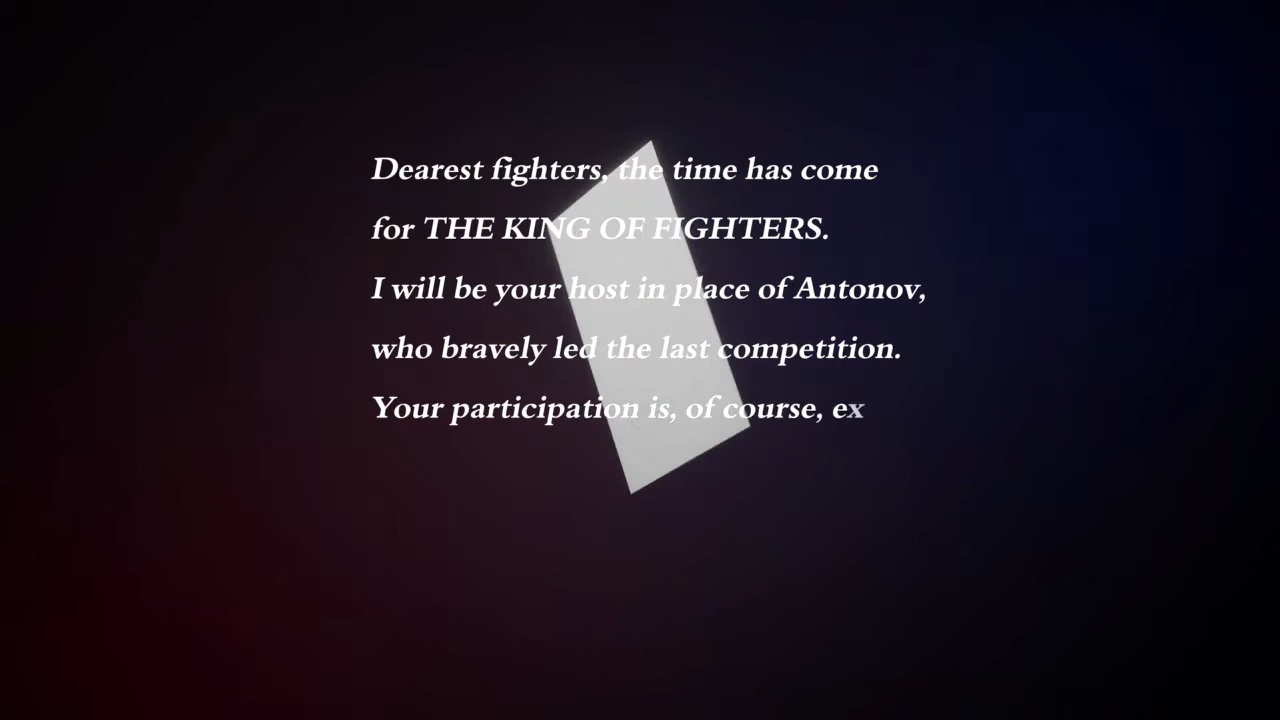 Dearest fighters, the time has come
for THE KING OF FIGHTERS.
I will be your host in place of Antonov,
who bravely led the last competition.
Your participation is, of course, ex